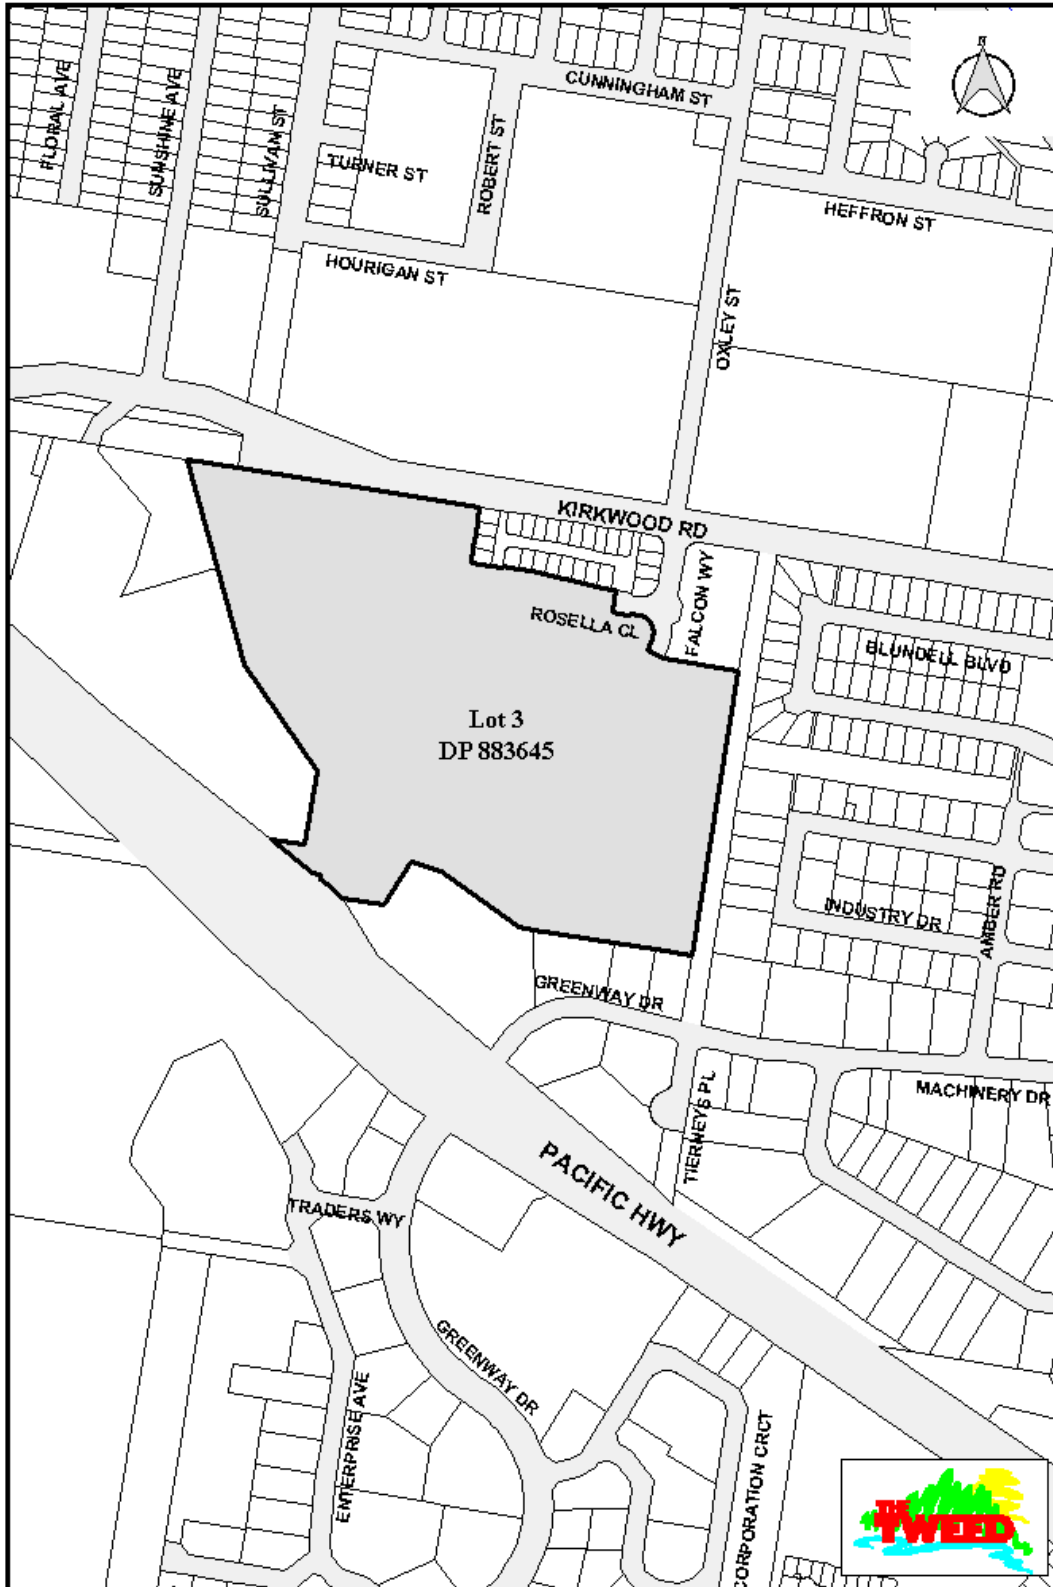 N
CUNNINGHAM ST
FLORAL AVE
SUNSHINE AVE
SULLIVAN ST
TURNER ST
ROBERT ST
HEFFRON ST
HOURIGAN ST
OXLEY ST
KIRKWOOD RD
FALCON WY
ROSELLA CL
BLUNDELL BLVD
Lot 3
DP 883645
INDUSTRY DR
AMBER RD
GREENWAY DR
MACHINERY DR
TIERNEYS PL
PACIFIC HWY
TRADERS WY
GREENWAY DR
ENTERPRISE AVE
CORPORATION CRCT
THE
TWEED